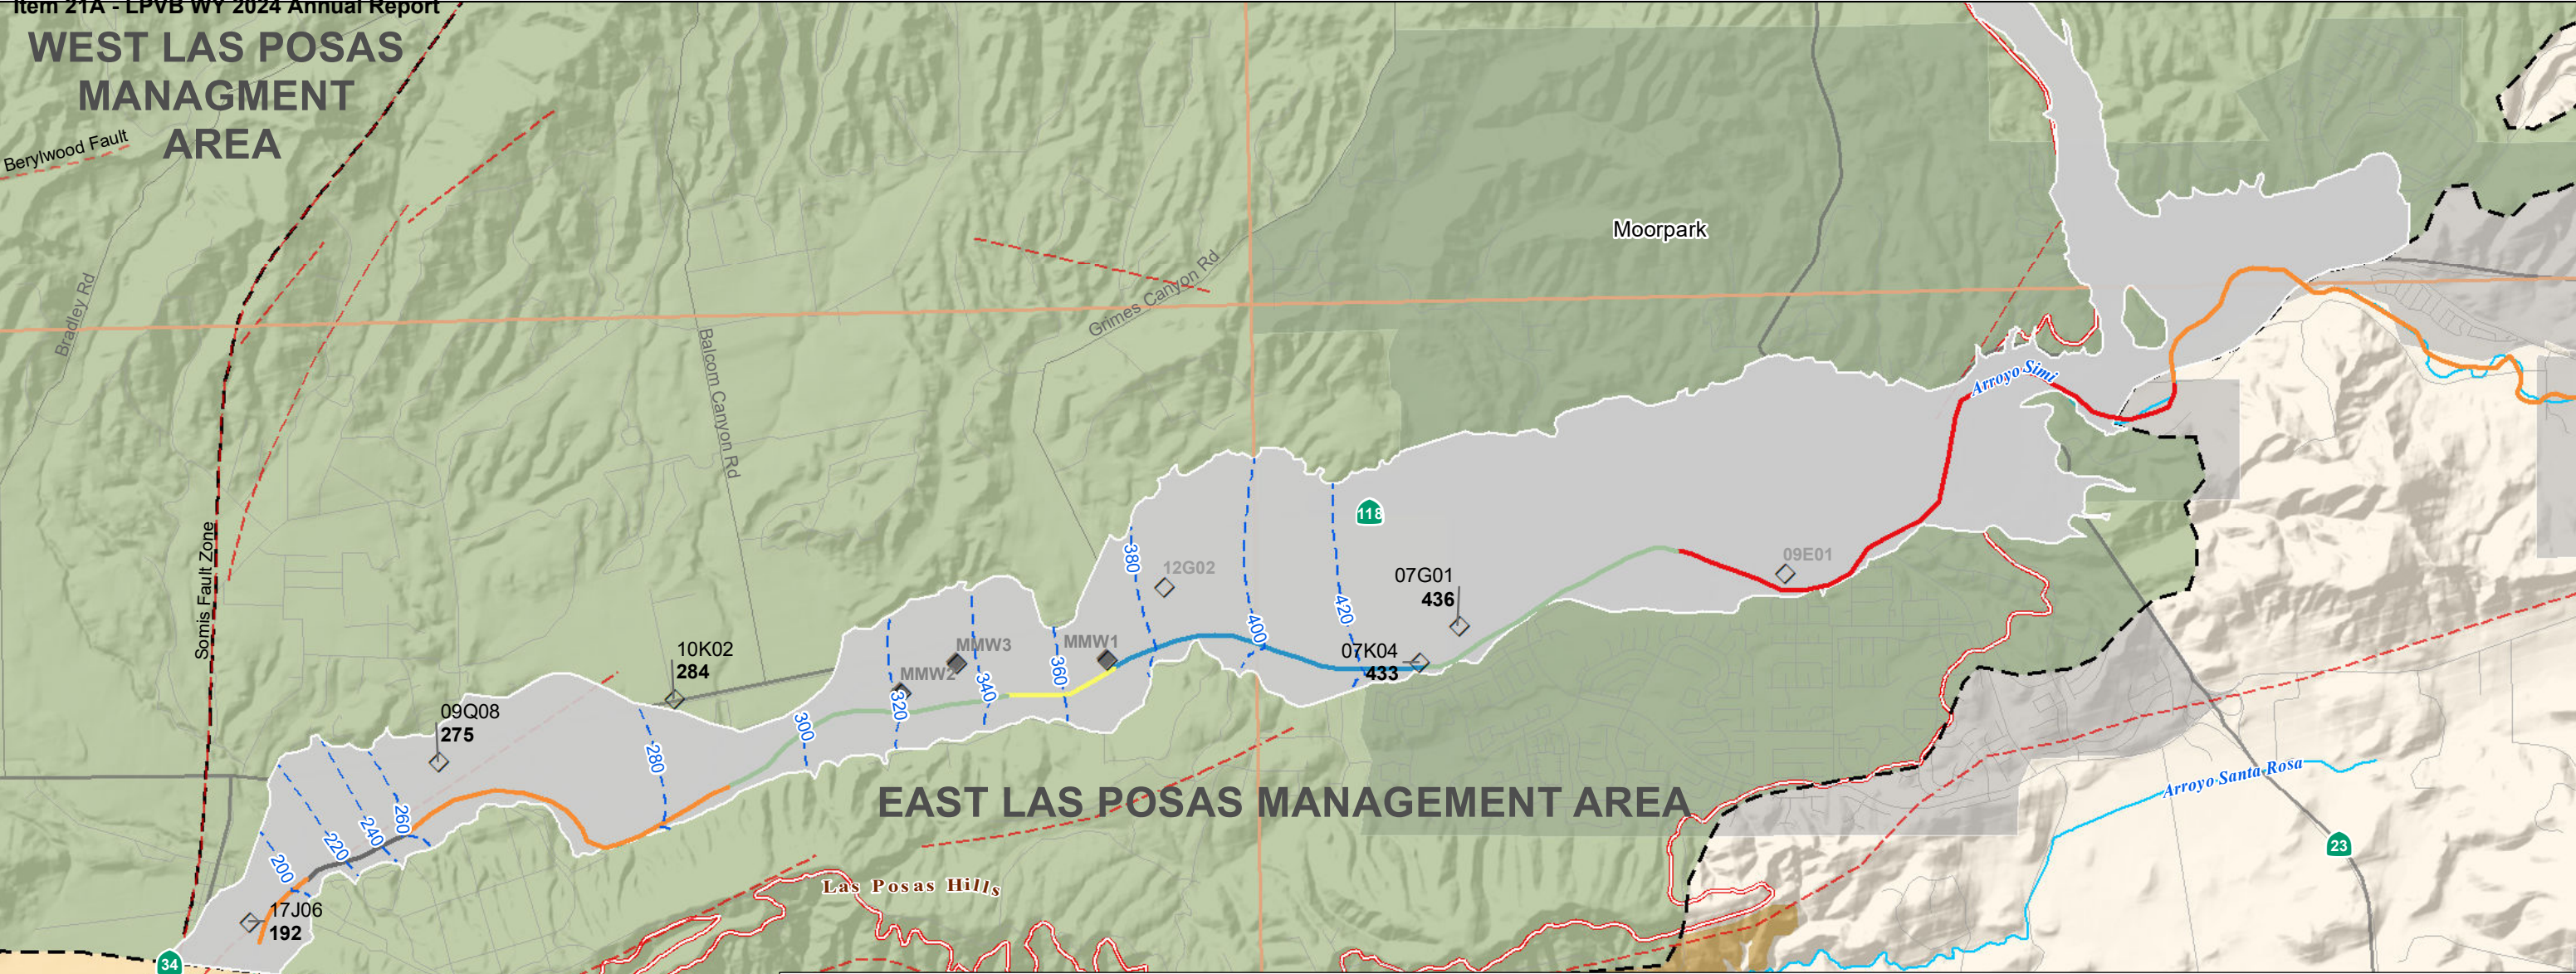 Item 21A - LPVB WY 2024 Annual Report
WEST LAS POSAS
MANAGMENT
AREA
Berylwood Fault
Bradley Rd
Somis Fault Zone
Balcom Canyon Rd
Grimes Canyon Rd
Moorpark
Arroyo Simi
118
380
12G02
400
420
07G01
436
09E01
07K04
433
MMW1
MMW3
MMW2
360
340
320
300
10K02
284
280
09Q08
275
260
240
220
200
17J06
192
34
EAST LAS POSAS MANAGEMENT AREA
Las Posas Hills
Arroyo Santa Rosa
23